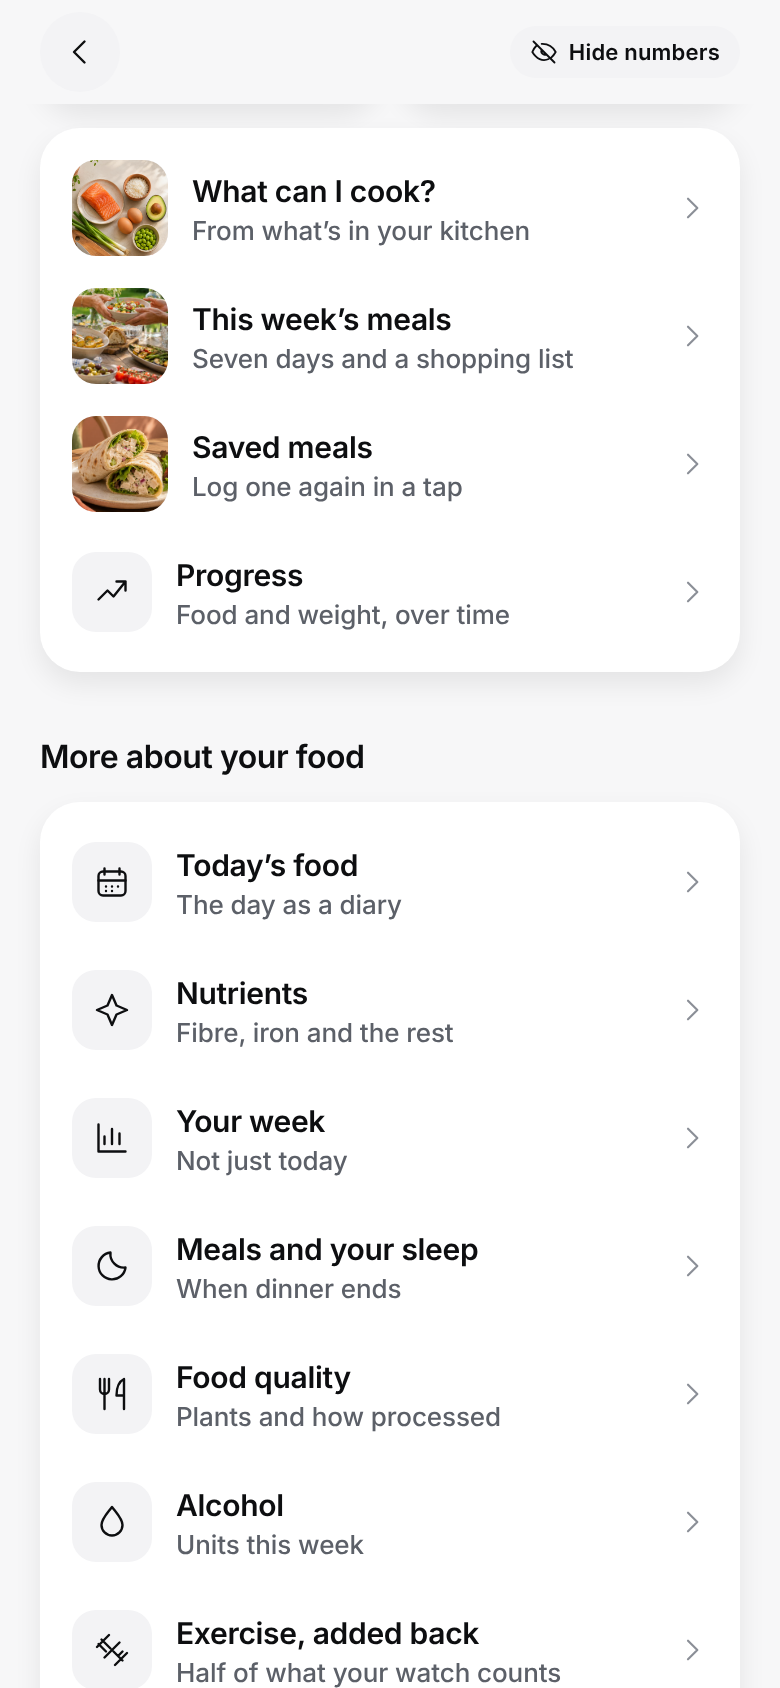 Hide numbers
What can I cook?
From what’s in your kitchen
This week’s meals
Seven days and a shopping list
Saved meals
Log one again in a tap
Progress
Food and weight, over time
More about your food
Today’s food
The day as a diary
Nutrients
Fibre, iron and the rest
Your week
Not just today
Meals and your sleep
When dinner ends
Food quality
Plants and how processed
Alcohol
Units this week
Exercise, added back
Half of what your watch counts